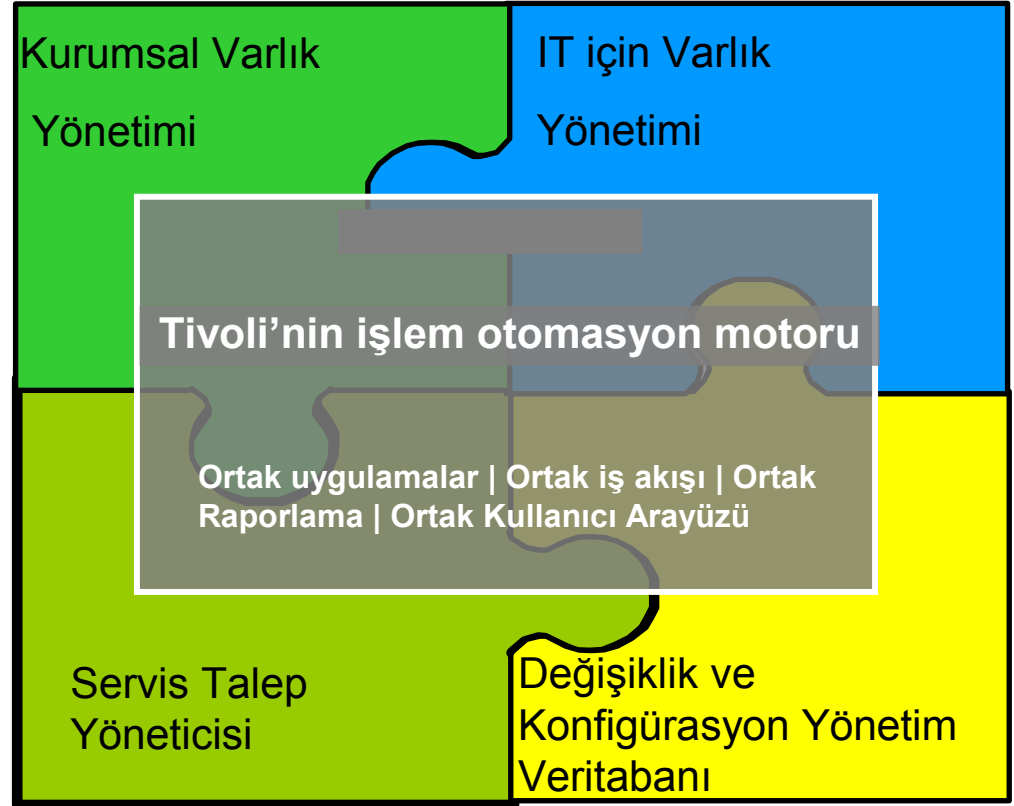 Kurumsal Varlık
Yönetimi
IT için Varlık
Yönetimi
Tivoli’nin işlem otomasyon motoru
Ortak uygulamalar | Ortak iş akışı | Ortak
Raporlama | Ortak Kullanıcı Arayüzü
Servis Talep
Yöneticisi
Değişiklik ve
Konfigürasyon Yönetim
Veritabanı